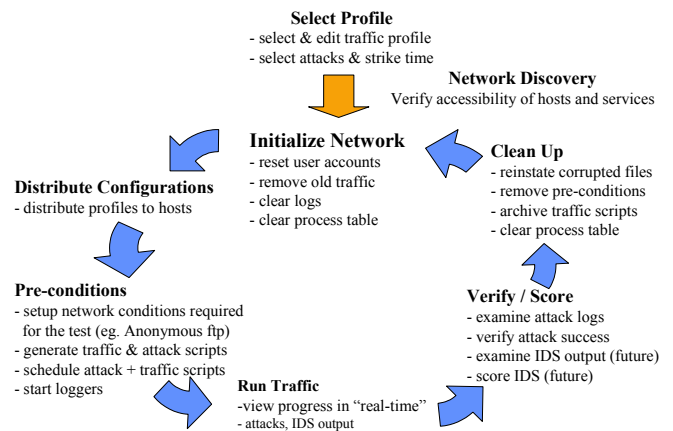 Select Profile
- select & edit traffic profile
- select attacks & strike time
Network Discovery
Verify accessibility of hosts and services
Initialize Network
- reset user accounts
- remove old traffic
- clear logs
- clear process table
Clean Up
- reinstate corrupted files
- remove pre-conditions
- archive traffic scripts
- clear process table
Distribute Configurations
- distribute profiles to hosts
Pre-conditions
- setup network conditions required
for the test (eg. Anonymous ftp)
- generate traffic & attack scripts
- schedule attack + traffic scripts
- start loggers
Run Traffic
-view progress in “real-time”
- attacks, IDS output
Verify / Score
- examine attack logs
- verify attack success
- examine IDS output (future)
- score IDS (future)